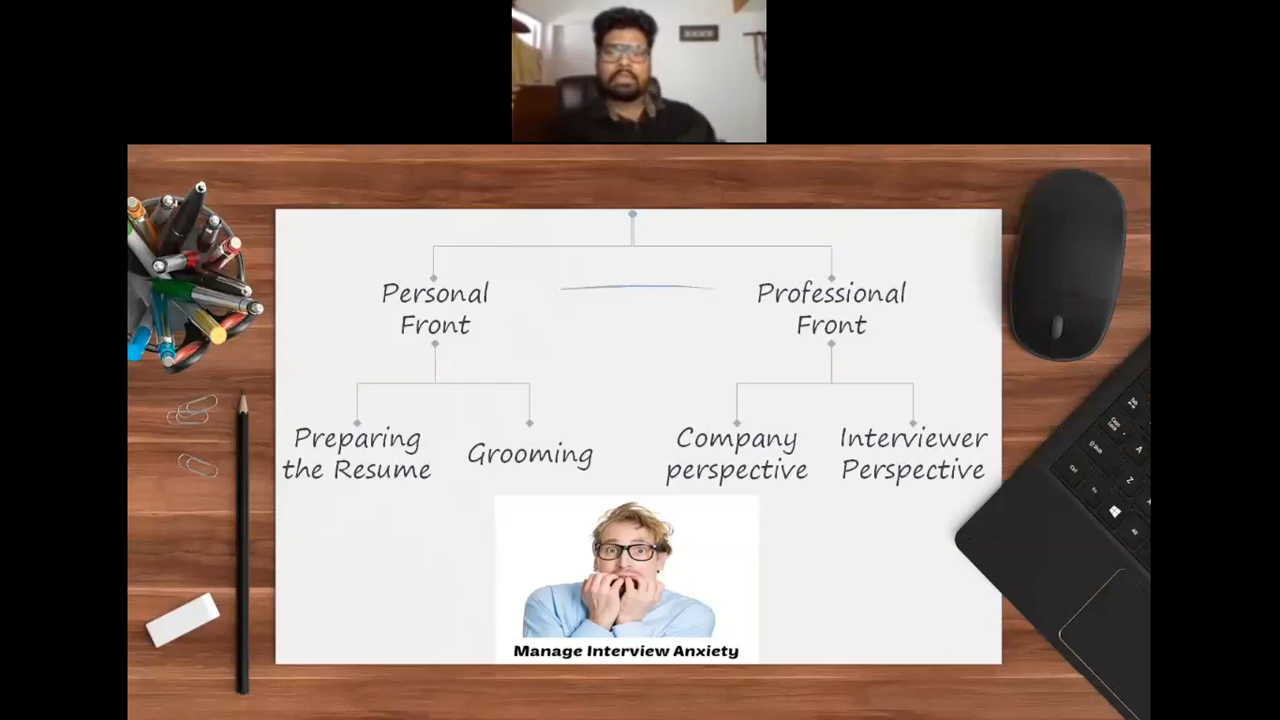 Personal
Front
Professional
Front
Preparing
the Resume
Grooming
Company
perspective
Interviewer
Perspective
Manage Interview Anxiety